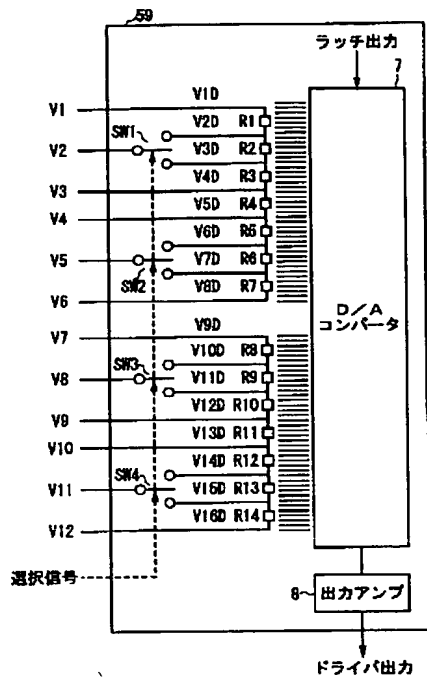 59
ラッチ出力
7
V1D
V1
V2D R1
SW1
V2
V3D R2
V4D R3
V3
V5D R4
V4
V6D R5
V5
V7D R6
SW2
V8D R7
V6
V7
V9D
V10D R8
SW3
V8
V11D R9
V12D R10
V9
V13D R11
V10
V14D R12
SW4
V11
V15D R13
V16D R14
V12
D/A
コンバータ
選択信号
8
出力アンプ
ドライバ出力